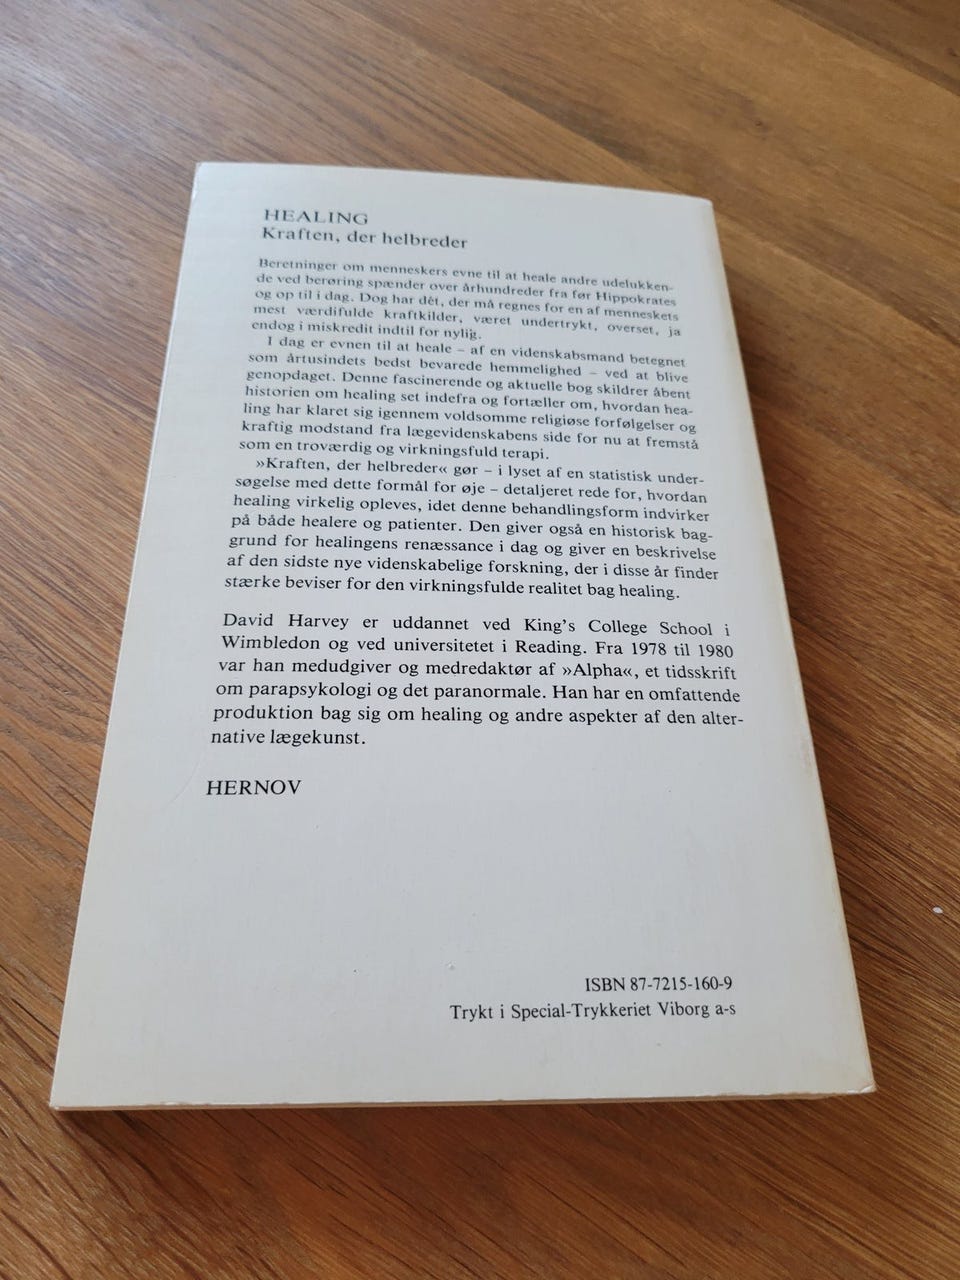 HEALING
Kraften, der helbreder
Beretninger om menneskers evne til at heale andre udelukken-
de ved berøring spænder over århundreder fra før Hippokrates
og op til i dag. Dog har dét, der må regnes for en af menneskets
mest værdifulde kraftkilder, været undertrykt, overset, ja
endog i miskredit indtil for nylig.
I dag er evnen til at heale – af en videnskabsmand betegnet
som årtusindets bedst bevarede hemmelighed – ved at blive
genopdaget. Denne fascinerende og aktuelle bog skildrer åbent
historien om healing set indefra og fortæller om, hvordan hea-
ling har klaret sig igennem voldsomme religiøse forfølgelser og
kraftig modstand fra lægevidenskabens side for nu at fremstå
som en troværdig og virkningsfuld terapi.
»Kraften, der helbreder« gør – i lyset af en statistisk under-
søgelse med dette formål for øje – detaljeret rede for, hvordan
healing virkelig opleves, idet denne behandlingsform indvirker
på både healere og patienter. Den giver også en historisk bag-
grund for healingens renæssance i dag og giver en beskrivelse
af den sidste nye videnskabelige forskning, der i disse år finder
stærke beviser for den virkningsfulde realitet bag healing.
David Harvey er uddannet ved King's College School i
Wimbledon og ved universitetet i Reading. Fra 1978 til 1980
var han medudgiver og medredaktør af »Alpha«, et tidsskrift
om parapsykologi og det paranormale. Han har en omfattende
produktion bag sig om healing og andre aspekter af den alter-
native lægekunst.
HERNOV
ISBN 87-7215-160-9
Trykt i Special-Trykkeriet Viborg a-s